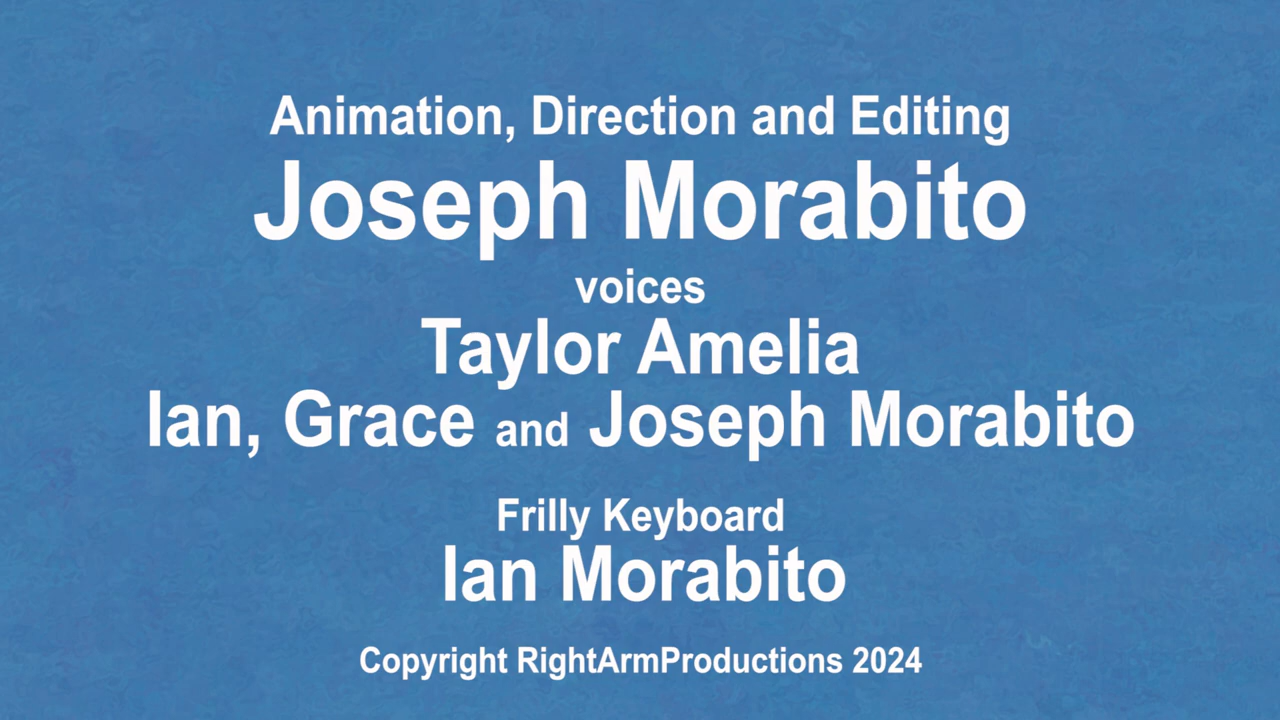 Animation, Direction and Editing
Joseph Morabito
voices
Taylor Amelia
Ian, Grace and Joseph Morabito
Frilly Keyboard
Ian Morabito
Copyright RightArmProductions 2024